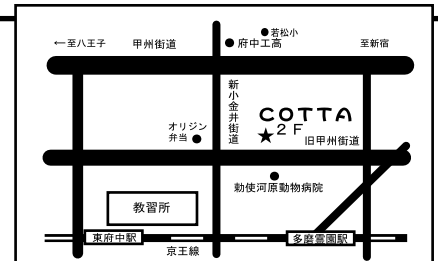 若松小
←至八王子
甲州街道
府中工高
至新宿
新小金井街道
COTTA
★2F
オリジン
弁当
旧甲州街道
勅使河原動物病院
教習所
東府中駅
多磨霊園駅
京王線